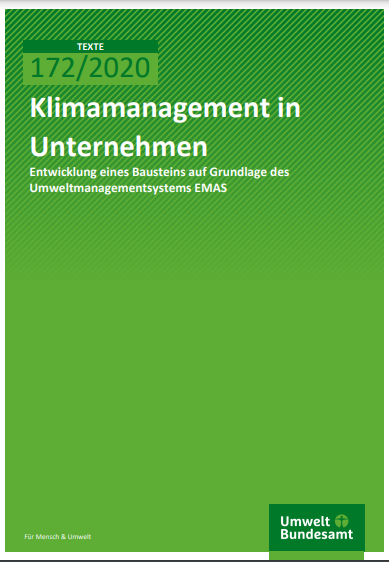 TEXTE
172/2020
Klimamanagement in
Unternehmen
Entwicklung eines Bausteins auf Grundlage des
Umweltmanagementsystems EMAS
Für Mensch & Umwelt
Umwelt
Bundesamt